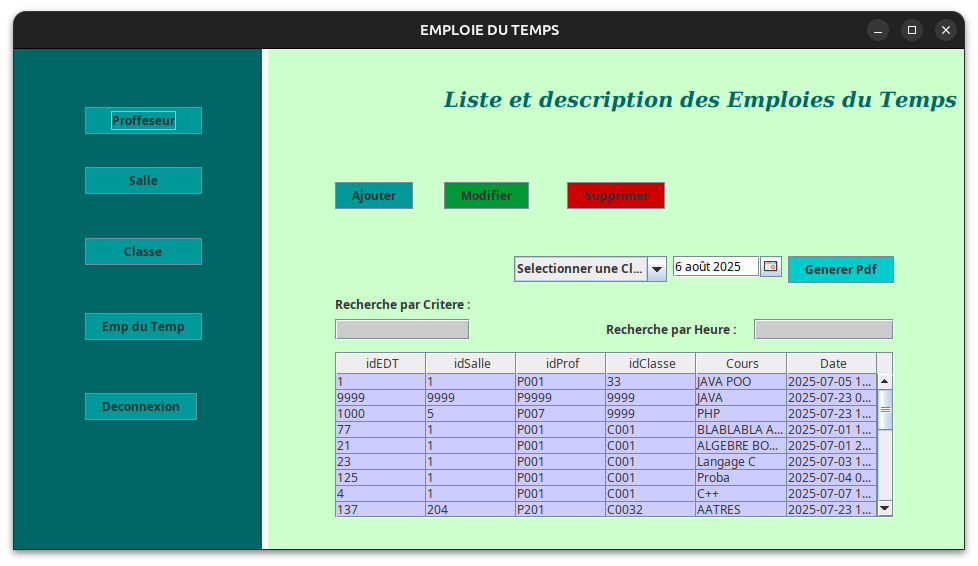 EMPLOIE DU TEMPS
Liste et description des Emploies du Temps
Proffeseur
Salle
Classe
Emp du Temp
Deconnexion
Ajouter Modifier Supprimer
Selectionner une Cl... 6 août 2025 Generer Pdf
Recherche par Critere :
Recherche par Heure :
idEDT idSalle idProf idClasse Cours Date
1 1 P001 33 JAVA POO 2025-07-05 1...
9999 9999 P9999 9999 JAVA 2025-07-23 0...
1000 5 P007 9999 PHP 2025-07-23 1...
77 1 P001 C001 BLABLABLA A... 2025-07-01 1...
21 1 P001 C001 ALGEBRE BO... 2025-07-01 2...
23 1 P001 C001 Langage C 2025-07-03 1...
125 1 P001 C001 Proba 2025-07-04 0...
4 1 P001 C001 C++ 2025-07-07 1...
137 204 P201 C0032 AATRES 2025-07-23 1...